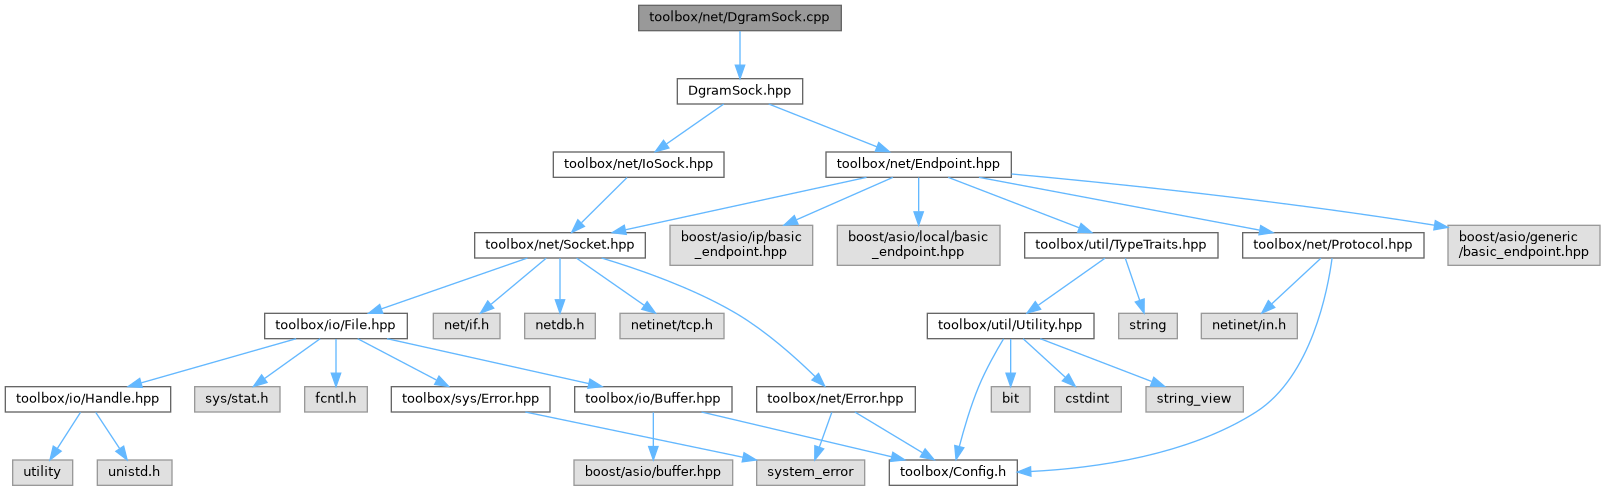 toolbox/net/DgramSock.cpp
DgramSock.hpp
toolbox/net/IoSock.hpp
toolbox/net/Endpoint.hpp
toolbox/net/Socket.hpp
boost/asio/ip/basic
_endpoint.hpp
boost/asio/local/basic
_endpoint.hpp
toolbox/util/TypeTraits.hpp
toolbox/net/Protocol.hpp
boost/asio/generic
/basic_endpoint.hpp
toolbox/io/File.hpp
net/if.h
netdb.h
netinet/tcp.h
toolbox/util/Utility.hpp
string
netinet/in.h
toolbox/io/Handle.hpp
sys/stat.h
fcntl.h
toolbox/sys/Error.hpp
toolbox/io/Buffer.hpp
toolbox/net/Error.hpp
bit
cstdint
string_view
utility
unistd.h
boost/asio/buffer.hpp
system_error
toolbox/Config.h